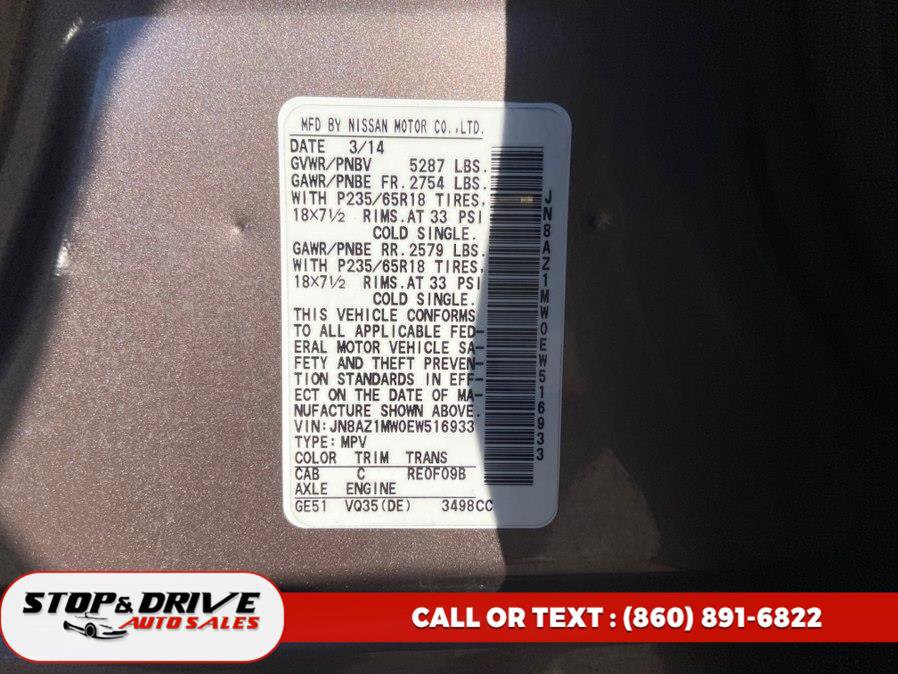 MFD BY NISSAN MOTOR CO.,LTD.
DATE 3/14
GVWR/PNBV 5287 LBS.
GAWR/PNBE FR. 2754 LBS.
WITH P235/65R18 TIRES,
18X7½ RIMS. AT 33 PSI
COLD SINGLE.
GAWR/PNBE RR. 2579 LBS.
WITH P235/65R18 TIRES,
18X7½ RIMS. AT 33 PSI
COLD SINGLE.
THIS VEHICLE CONFORMS
TO ALL APPLICABLE FED-
ERAL MOTOR VEHICLE SA-
FETY AND THEFT PREVEN-
TION STANDARDS IN EFF-
ECT ON THE DATE OF MA-
NUFACTURE SHOWN ABOVE.
VIN: JN8AZ1MW0EW516933
TYPE: MPV
COLOR TRIM TRANS
CAB C RE0F09B
AXLE ENGINE
GE51 VQ35(DE) 3498CC
JN8AZ1MW0EW516933
STOP & DRIVE
AUTO SALES
CALL OR TEXT : (860) 891-6822